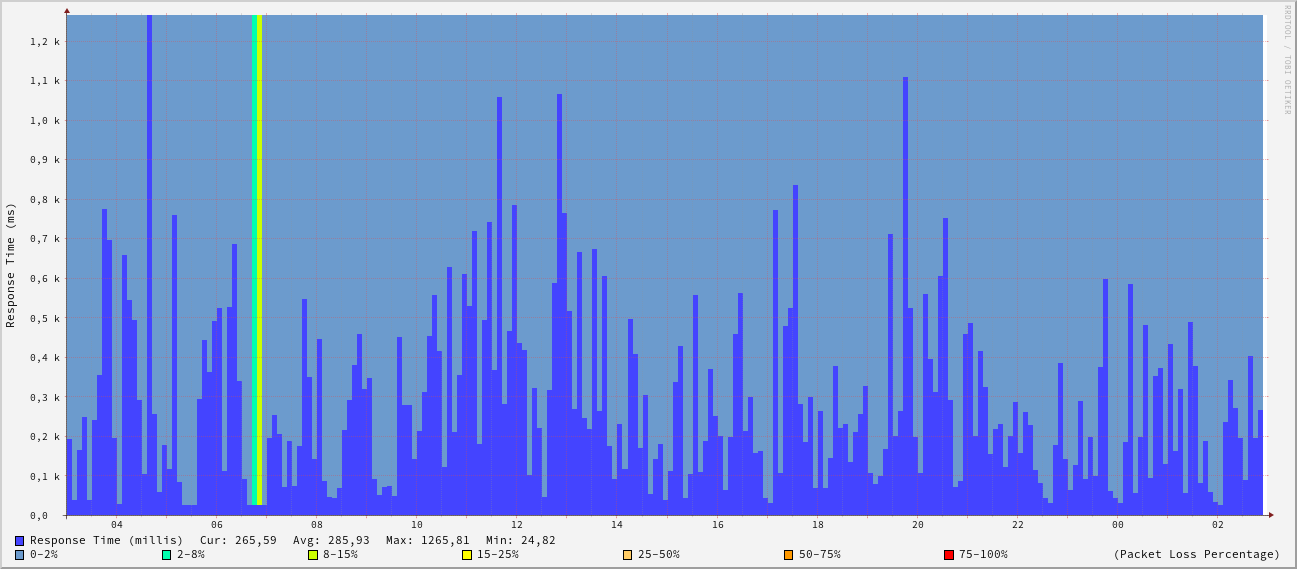 RRDTOOL / TOBI OETIKER
Response Time (ms)
1,2 k
1,1 k
1,0 k
0,9 k
0,8 k
0,7 k
0,6 k
0,5 k
0,4 k
0,3 k
0,2 k
0,1 k
0,0
04 06 08 10 12 14 16 18 20 22 00 02
Response Time (millis) Cur: 265,59 Avg: 285,93 Max: 1265,81 Min: 24,82
0-2% 2-8% 8-15% 15-25% 25-50% 50-75% 75-100% (Packet Loss Percentage)